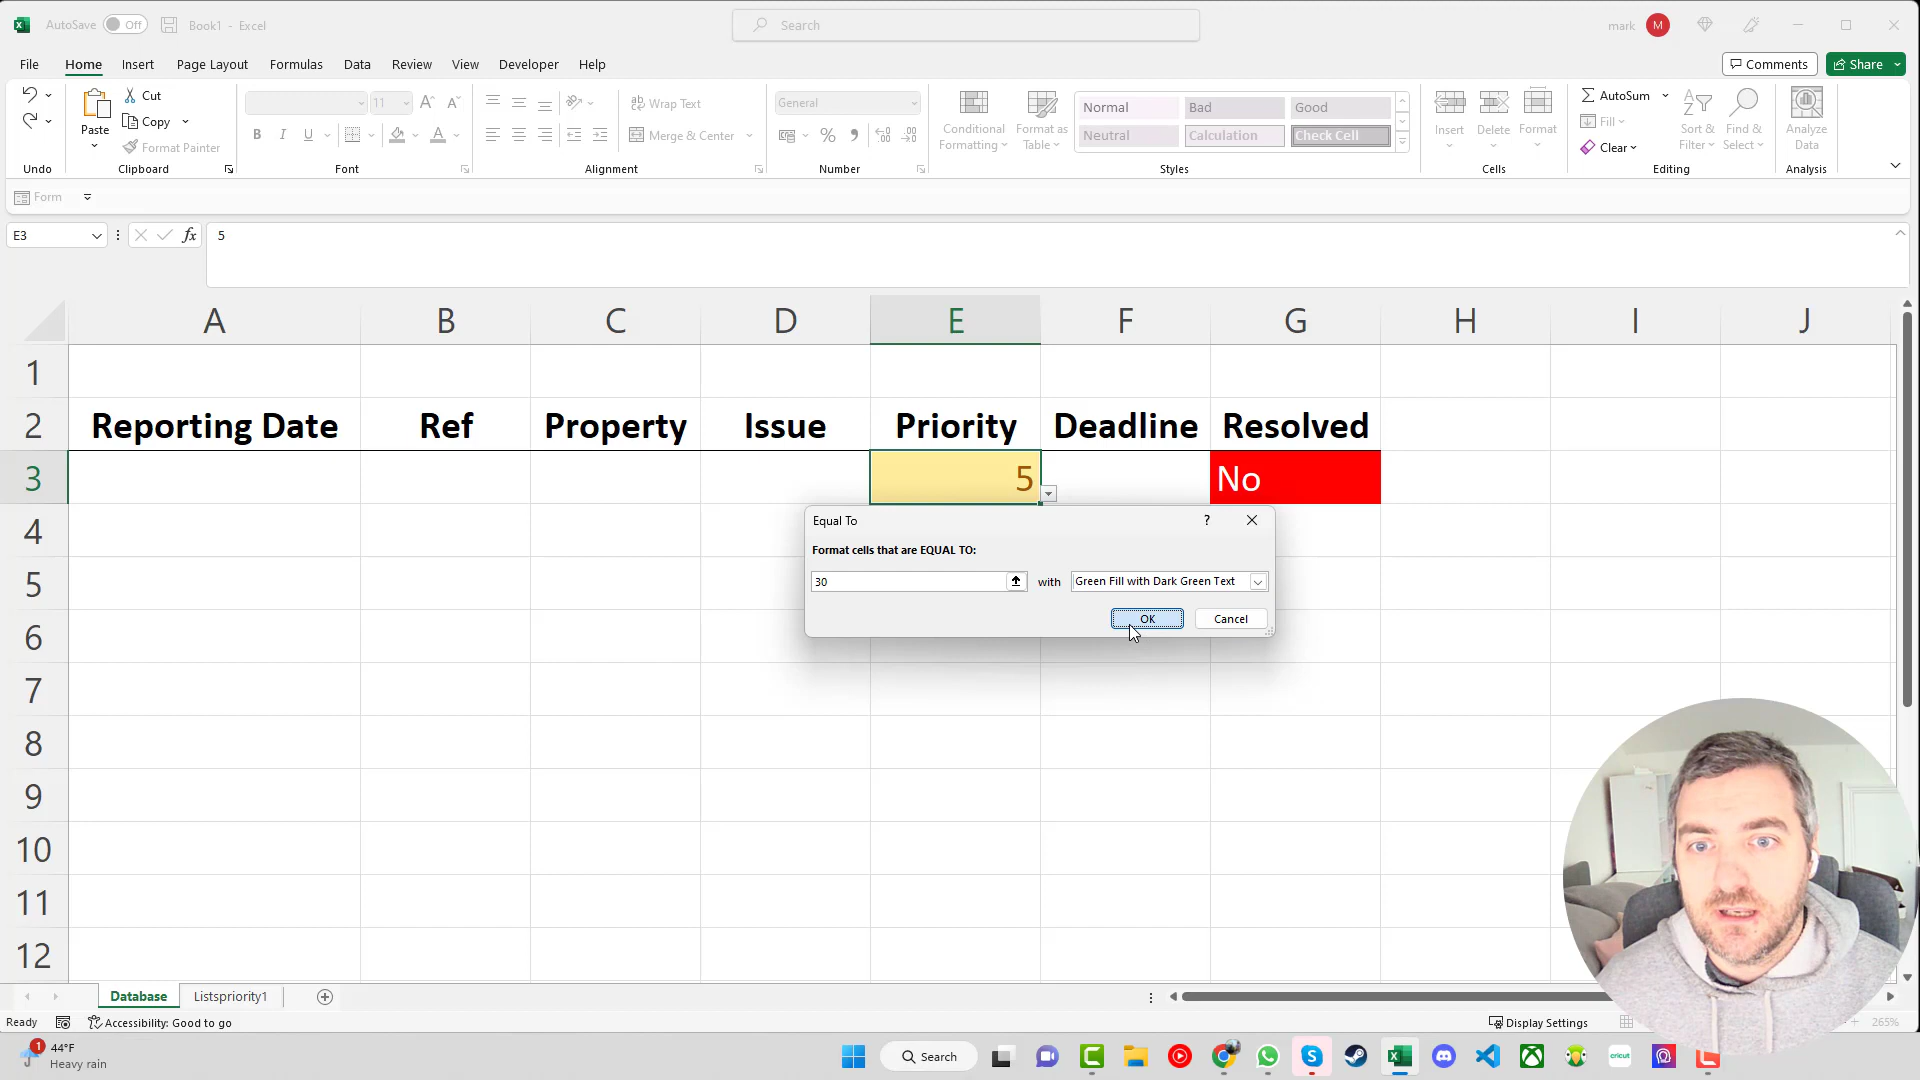 AutoSave Off Book1 - Excel Search mark M
File Home Insert Page Layout Formulas Data Review View Developer Help Comments Share
Paste Cut Copy Format Painter
11
Wrap Text
Merge & Center
General
Conditional Formatting
Format as Table
Normal Bad Good
Neutral Calculation Check Cell
Insert Delete Format
AutoSum
Fill
Clear
Sort & Filter
Find & Select
Analyze Data
Undo Clipboard Font Alignment Number Styles Cells Editing Analysis
Form
E3 fx 5
A B C D E F G H I J
1
2 Reporting Date Ref Property Issue Priority Deadline Resolved
3 5 No
Equal To ?
4
Format cells that are EQUAL TO:
5 30 with Green Fill with Dark Green Text
OK Cancel
6
7
8
9
10
11
12
Database Listspriority1
Ready Accessibility: Good to go Display Settings 265%
1 44°F
Heavy rain
Search
cricut